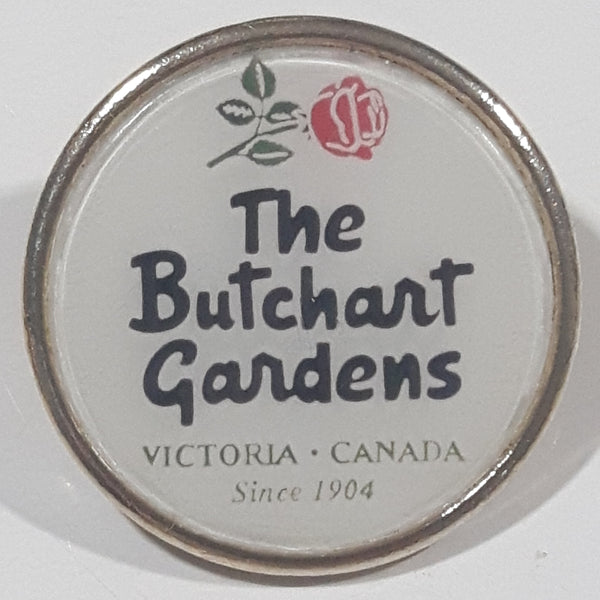 The
Butchart
Gardens
VICTORIA · CANADA
Since 1904